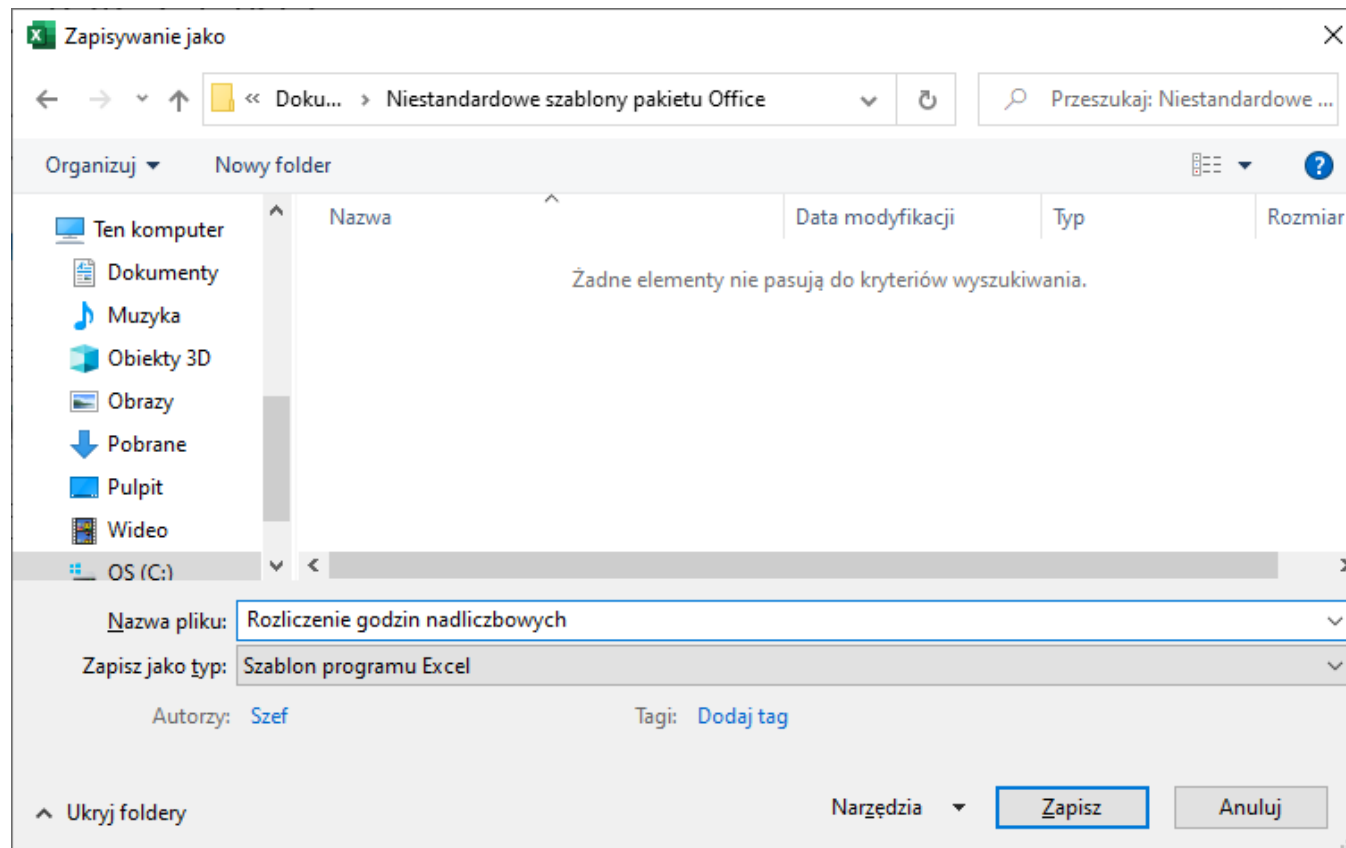 Zapisywanie jako
« Doku... › Niestandardowe szablony pakietu Office
Przeszukaj: Niestandardowe ...
Organizuj
Nowy folder
Nazwa
Data modyfikacji
Typ
Rozmiar
Żadne elementy nie pasują do kryteriów wyszukiwania.
Ten komputer
Dokumenty
Muzyka
Obiekty 3D
Obrazy
Pobrane
Pulpit
Wideo
OS (C:)
Nazwa pliku: Rozliczenie godzin nadliczbowych
Zapisz jako typ: Szablon programu Excel
Autorzy: Szef
Tagi: Dodaj tag
Ukryj foldery
Narzędzia
Zapisz
Anuluj